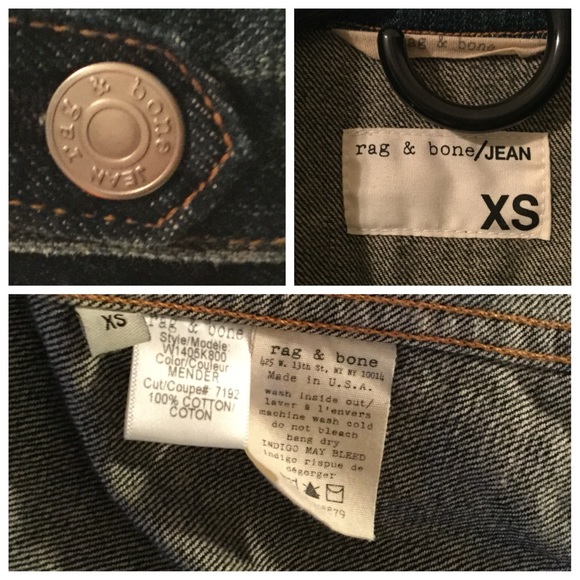 rag & bone
JEAN
rag & bone
rag & bone/JEAN
XS
XS
rag & bone
Style/Modele:
W1405K800
Color/Couleur
MENDER
Cut/Coupe# 7192
100% COTTON/
COTON
rag & bone
425 W. 13th St, NY NY 10014
Made in U.S.A.
wash inside out/
laver à l'envers
machine wash cold
do not bleach
hang dry
INDIGO MAY BLEED
indigo risque de
dégorger